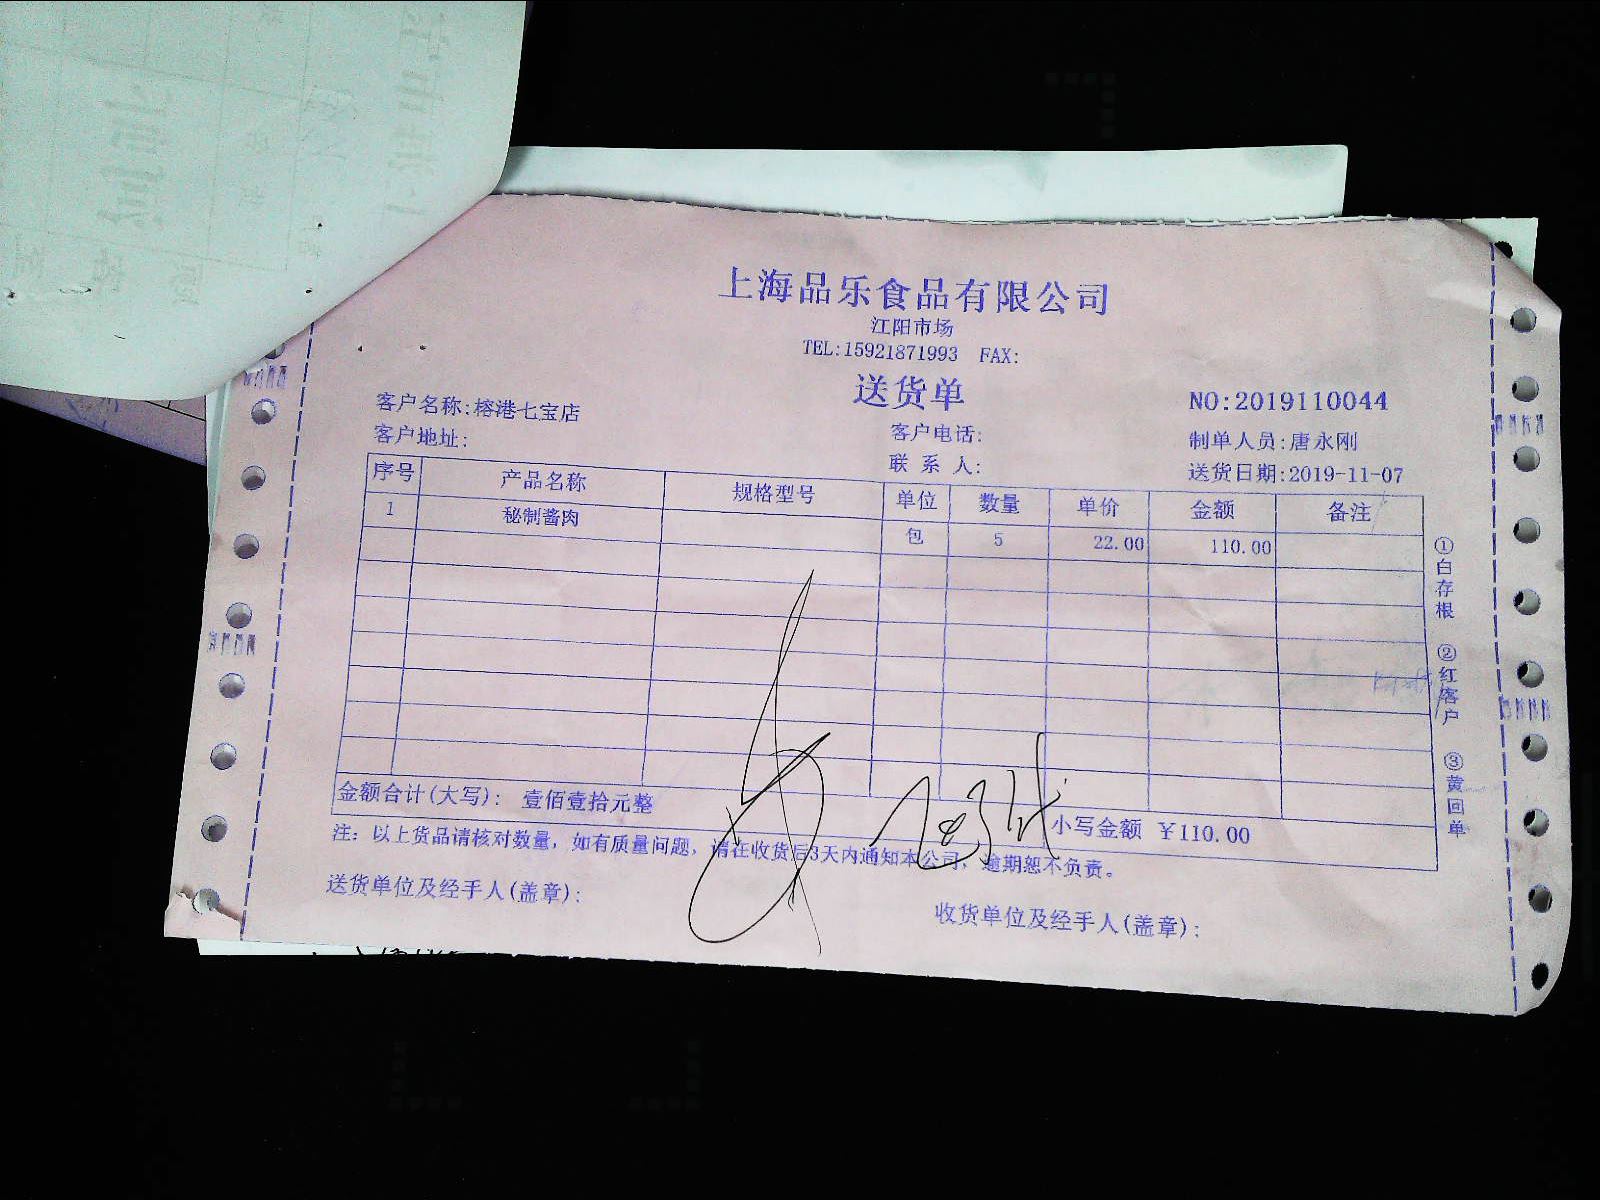 上海品乐食品有限公司
江阳市场
TEL:15921871993 FAX:
送货单
NO:2019110044
客户名称:榕港七宝店
客户电话:
制单人员:唐永刚
客户地址:
联 系 人:
送货日期:2019-11-07
序号 产品名称 规格型号 单位 数量 单价 金额 备注
1 秘制酱肉 包 5 22.00 110.00
金额合计(大写): 壹佰壹拾元整 小写金额 ¥110.00
注: 以上货品请核对数量, 如有质量问题, 请在收货后3天内通知本公司, 逾期恕不负责。
送货单位及经手人(盖章):
收货单位及经手人(盖章):
①白存根 ②红客户 ③黄回单